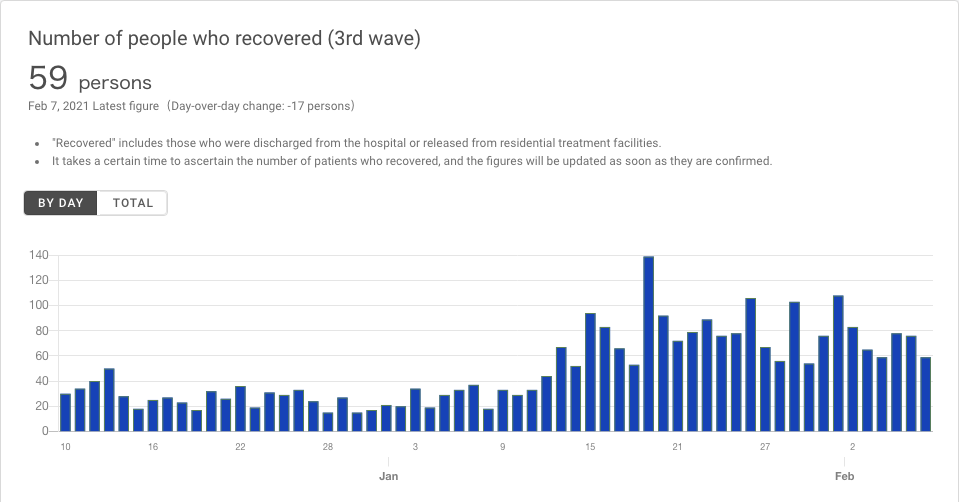 Number of people who recovered (3rd wave)
59 persons
Feb 7, 2021 Latest figure (Day-over-day change: -17 persons)
• "Recovered" includes those who were discharged from the hospital or released from residential treatment facilities.
• It takes a certain time to ascertain the number of patients who recovered, and the figures will be updated as soon as they are confirmed.
BY DAY TOTAL
140
120
100
80
60
40
20
0
10 16 22 28 3 9 15 21 27 2
Jan Feb